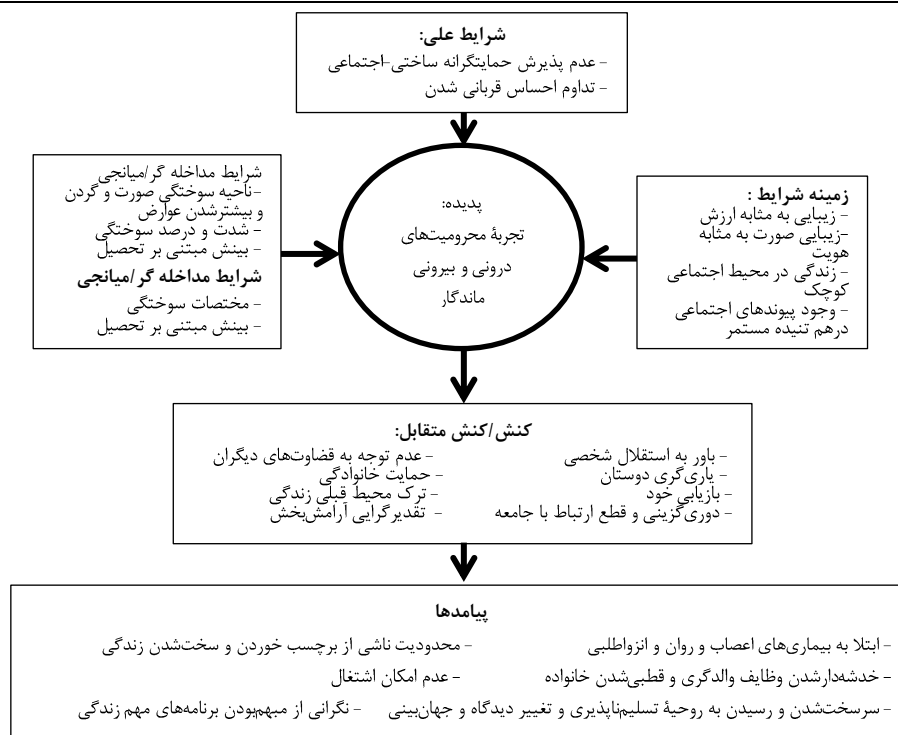 شرایط علی:
- عدم پذیرش حمایتگرانه ساختی-اجتماعی
- تداوم احساس قربانی شدن
زمینه شرایط :
- زیبایی به مثابه ارزش
-زیبایی صورت به مثابه
هویت
- زندگی در محیط اجتماعی
کوچک
- وجود پیوندهای اجتماعی
درهم تنیده مستمر
پدیده:
تجربۀ محرومیت‌های
درونی و بیرونی
ماندگار
شرایط مداخله گر/میانجی
-ناحیه سوختگی صورت و گردن
و بیشترشدن عوارض
- شدت و درصد سوختگی
- بینش مبتنی بر تحصیل
شرایط مداخله گر/میانجی
- مختصات سوختگی
- بینش مبتنی بر تحصیل
کنش/کنش متقابل:
- باور به استقلال شخصی - عدم توجه به قضاوت‌های دیگران
- یاری‌گری دوستان - حمایت خانوادگی
- بازیابی خود - ترک محیط قبلی زندگی
- دوری‌گزینی و قطع ارتباط با جامعه - تقدیرگرایی آرامش‌بخش
پیامدها
- ابتلا به بیماری‌های اعصاب و روان و انزواطلبی - محدودیت ناشی از برچسب خوردن و سخت‌شدن زندگی
- خدشه‌دارشدن وظایف والدگری و قطبی‌شدن خانواده - عدم امکان اشتغال
- سرسخت‌شدن و رسیدن به روحیۀ تسلیم‌ناپذیری و تغییر دیدگاه و جهان‌بینی - نگرانی از مبهم‌بودن برنامه‌های مهم زندگی